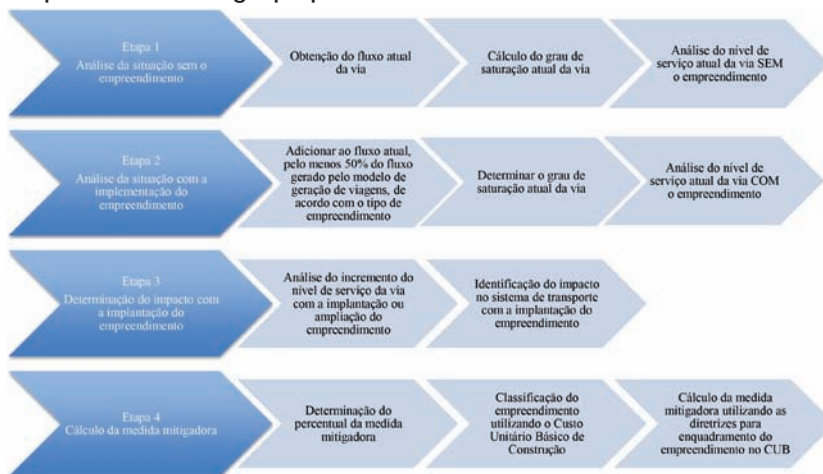 Etapa 1
Análise da situação sem o
empreendimento
Obtenção do fluxo atual
da via
Cálculo do grau de
saturação atual da via
Análise do nível de
serviço atual da via SEM
o empreendimento
Etapa 2
Análise da situação com a
implementação do
empreendimento
Adicionar ao fluxo atual,
pelo menos 50% do fluxo
gerado pelo modelo de
geração de viagens, de
acordo com o tipo de
empreendimento
Determinar o grau de
saturação atual da via
Análise do nível de
serviço atual da via COM
o empreendimento
Etapa 3
Determinação do impacto com
a implantação do
empreendimento
Análise do incremento do
nível de serviço da via
com a implantação ou
ampliação do
empreendimento
Identificação do impacto
no sistema de transporte
com a implantação do
empreendimento
Etapa 4
Cálculo da medida mitigadora
Determinação do
percentual da medida
mitigadora
Classificação do
empreendimento
utilizando o Custo
Unitário Básico de
Construção
Cálculo da medida
mitigadora utilizando as
diretrizes para
enquadramento do
empreendimento no CUB